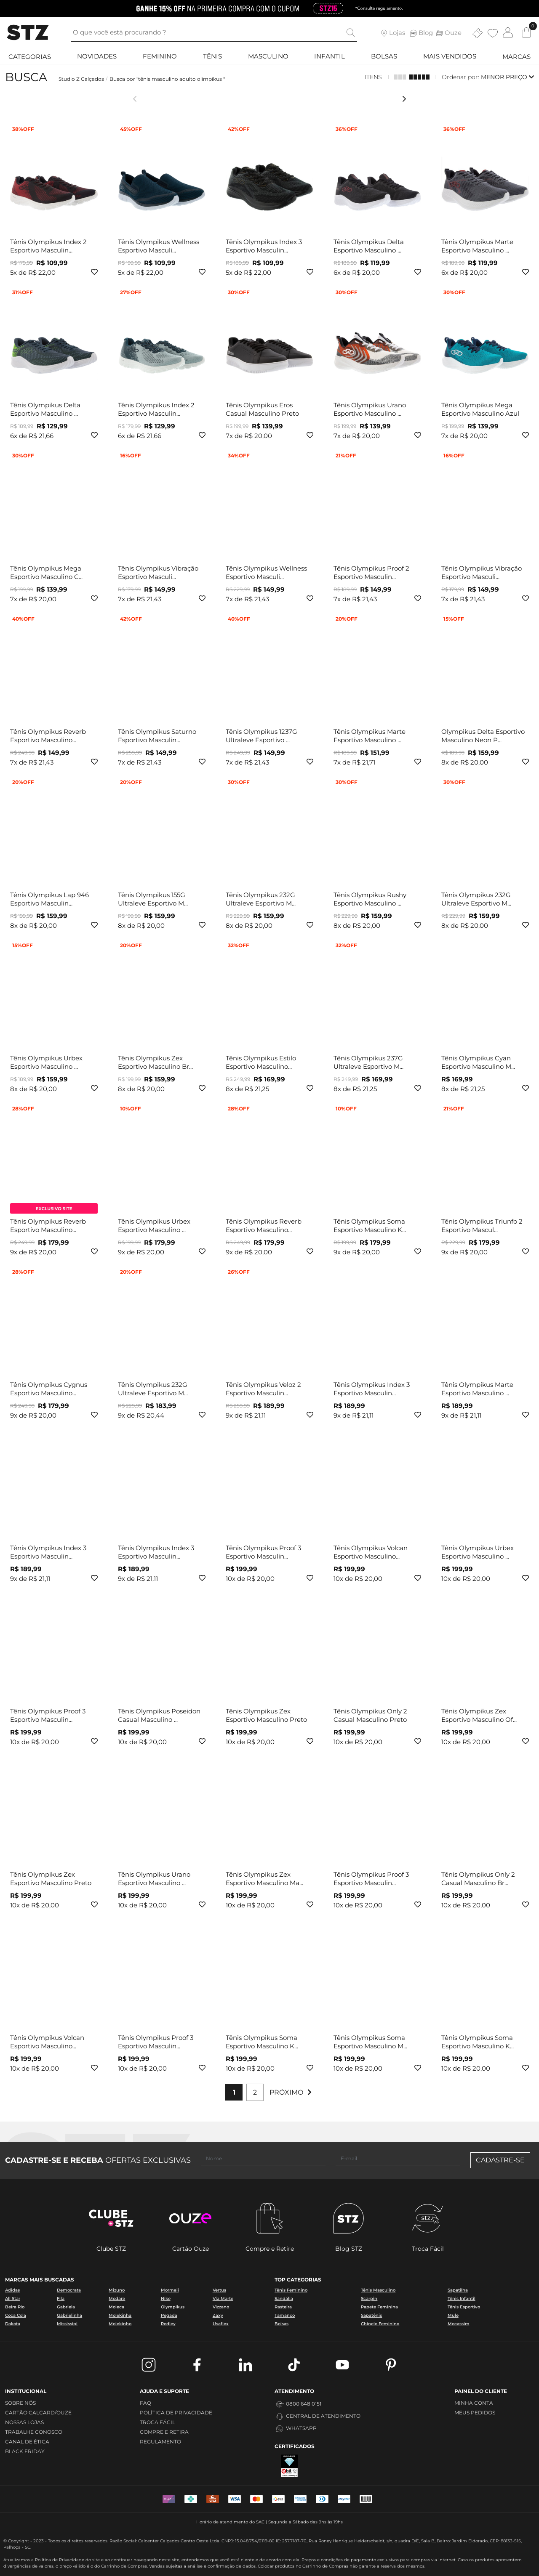 GANHE 15% OFF NA PRIMEIRA COMPRA COM O CUPOM STZ15 *Consulte regulamento.
STZ
O que você está procurando ?
Lojas Blog Ouze 0
CATEGORIAS NOVIDADES FEMININO TÊNIS MASCULINO INFANTIL BOLSAS MAIS VENDIDOS MARCAS
BUSCA Studio Z Calçados / Busca por "tênis masculino adulto olimpikus "
ITENS Ordenar por: MENOR PREÇO
38%OFF 45%OFF 42%OFF 36%OFF 36%OFF
Tênis Olympikus Index 2 Esportivo Masculin... R$ 179,99 R$ 109,99 5x de R$ 22,00
Tênis Olympikus Wellness Esportivo Masculi... R$ 199,99 R$ 109,99 5x de R$ 22,00
Tênis Olympikus Index 3 Esportivo Masculin... R$ 189,99 R$ 109,99 5x de R$ 22,00
Tênis Olympikus Delta Esportivo Masculino ... R$ 189,99 R$ 119,99 6x de R$ 20,00
Tênis Olympikus Marte Esportivo Masculino ... R$ 189,99 R$ 119,99 6x de R$ 20,00
31%OFF 27%OFF 30%OFF 30%OFF 30%OFF
Tênis Olympikus Delta Esportivo Masculino ... R$ 189,99 R$ 129,99 6x de R$ 21,66
Tênis Olympikus Index 2 Esportivo Masculin... R$ 179,99 R$ 129,99 6x de R$ 21,66
Tênis Olympikus Eros Casual Masculino Preto R$ 199,99 R$ 139,99 7x de R$ 20,00
Tênis Olympikus Urano Esportivo Masculino ... R$ 199,99 R$ 139,99 7x de R$ 20,00
Tênis Olympikus Mega Esportivo Masculino Azul R$ 199,99 R$ 139,99 7x de R$ 20,00
30%OFF 16%OFF 34%OFF 21%OFF 16%OFF
Tênis Olympikus Mega Esportivo Masculino C... R$ 199,99 R$ 139,99 7x de R$ 20,00
Tênis Olympikus Vibração Esportivo Masculi... R$ 179,99 R$ 149,99 7x de R$ 21,43
Tênis Olympikus Wellness Esportivo Masculi... R$ 229,99 R$ 149,99 7x de R$ 21,43
Tênis Olympikus Proof 2 Esportivo Masculin... R$ 189,99 R$ 149,99 7x de R$ 21,43
Tênis Olympikus Vibração Esportivo Masculi... R$ 179,99 R$ 149,99 7x de R$ 21,43
40%OFF 42%OFF 40%OFF 20%OFF 15%OFF
Tênis Olympikus Reverb Esportivo Masculino... R$ 249,99 R$ 149,99 7x de R$ 21,43
Tênis Olympikus Saturno Esportivo Masculin... R$ 259,99 R$ 149,99 7x de R$ 21,43
Tênis Olympikus 1237G Ultraleve Esportivo ... R$ 249,99 R$ 149,99 7x de R$ 21,43
Tênis Olympikus Marte Esportivo Masculino ... R$ 189,99 R$ 151,99 7x de R$ 21,71
Olympikus Delta Esportivo Masculino Neon P... R$ 189,99 R$ 159,99 8x de R$ 20,00
20%OFF 20%OFF 30%OFF 30%OFF 30%OFF
Tênis Olympikus Lap 946 Esportivo Masculin... R$ 199,99 R$ 159,99 8x de R$ 20,00
Tênis Olympikus 155G Ultraleve Esportivo M... R$ 199,99 R$ 159,99 8x de R$ 20,00
Tênis Olympikus 232G Ultraleve Esportivo M... R$ 229,99 R$ 159,99 8x de R$ 20,00
Tênis Olympikus Rushy Esportivo Masculino ... R$ 229,99 R$ 159,99 8x de R$ 20,00
Tênis Olympikus 232G Ultraleve Esportivo M... R$ 229,99 R$ 159,99 8x de R$ 20,00
15%OFF 20%OFF 32%OFF 32%OFF
Tênis Olympikus Urbex Esportivo Masculino ... R$ 189,99 R$ 159,99 8x de R$ 20,00
Tênis Olympikus Zex Esportivo Masculino Br... R$ 199,99 R$ 159,99 8x de R$ 20,00
Tênis Olympikus Estilo Esportivo Masculino... R$ 249,99 R$ 169,99 8x de R$ 21,25
Tênis Olympikus 237G Ultraleve Esportivo M... R$ 249,99 R$ 169,99 8x de R$ 21,25
Tênis Olympikus Cyan Esportivo Masculino M... R$ 169,99 8x de R$ 21,25
28%OFF 10%OFF 28%OFF 10%OFF 21%OFF
EXCLUSIVO SITE
Tênis Olympikus Reverb Esportivo Masculino... R$ 249,99 R$ 179,99 9x de R$ 20,00
Tênis Olympikus Urbex Esportivo Masculino ... R$ 199,99 R$ 179,99 9x de R$ 20,00
Tênis Olympikus Reverb Esportivo Masculino... R$ 249,99 R$ 179,99 9x de R$ 20,00
Tênis Olympikus Soma Esportivo Masculino K... R$ 199,99 R$ 179,99 9x de R$ 20,00
Tênis Olympikus Triunfo 2 Esportivo Mascul... R$ 229,99 R$ 179,99 9x de R$ 20,00
28%OFF 20%OFF 26%OFF
Tênis Olympikus Cygnus Esportivo Masculino... R$ 249,99 R$ 179,99 9x de R$ 20,00
Tênis Olympikus 232G Ultraleve Esportivo M... R$ 229,99 R$ 183,99 9x de R$ 20,44
Tênis Olympikus Veloz 2 Esportivo Masculin... R$ 259,99 R$ 189,99 9x de R$ 21,11
Tênis Olympikus Index 3 Esportivo Masculin... R$ 189,99 9x de R$ 21,11
Tênis Olympikus Marte Esportivo Masculino ... R$ 189,99 9x de R$ 21,11
Tênis Olympikus Index 3 Esportivo Masculin... R$ 189,99 9x de R$ 21,11
Tênis Olympikus Index 3 Esportivo Masculin... R$ 189,99 9x de R$ 21,11
Tênis Olympikus Proof 3 Esportivo Masculin... R$ 199,99 10x de R$ 20,00
Tênis Olympikus Volcan Esportivo Masculino... R$ 199,99 10x de R$ 20,00
Tênis Olympikus Urbex Esportivo Masculino ... R$ 199,99 10x de R$ 20,00
Tênis Olympikus Proof 3 Esportivo Masculin... R$ 199,99 10x de R$ 20,00
Tênis Olympikus Poseidon Casual Masculino ... R$ 199,99 10x de R$ 20,00
Tênis Olympikus Zex Esportivo Masculino Preto R$ 199,99 10x de R$ 20,00
Tênis Olympikus Only 2 Casual Masculino Preto R$ 199,99 10x de R$ 20,00
Tênis Olympikus Zex Esportivo Masculino Of... R$ 199,99 10x de R$ 20,00
Tênis Olympikus Zex Esportivo Masculino Preto R$ 199,99 10x de R$ 20,00
Tênis Olympikus Urano Esportivo Masculino ... R$ 199,99 10x de R$ 20,00
Tênis Olympikus Zex Esportivo Masculino Ma... R$ 199,99 10x de R$ 20,00
Tênis Olympikus Proof 3 Esportivo Masculin... R$ 199,99 10x de R$ 20,00
Tênis Olympikus Only 2 Casual Masculino Br... R$ 199,99 10x de R$ 20,00
Tênis Olympikus Volcan Esportivo Masculino... R$ 199,99 10x de R$ 20,00
Tênis Olympikus Proof 3 Esportivo Masculin... R$ 199,99 10x de R$ 20,00
Tênis Olympikus Soma Esportivo Masculino K... R$ 199,99 10x de R$ 20,00
Tênis Olympikus Soma Esportivo Masculino M... R$ 199,99 10x de R$ 20,00
Tênis Olympikus Soma Esportivo Masculino K... R$ 199,99 10x de R$ 20,00
1 2 PRÓXIMO
CADASTRE-SE E RECEBA OFERTAS EXCLUSIVAS Nome E-mail CADASTRE-SE
CLUBE STZ OUZE STZ STZ
Clube STZ Cartão Ouze Compre e Retire Blog STZ Troca Fácil
MARCAS MAIS BUSCADAS TOP CATEGORIAS
Adidas Democrata Mizuno Mormaii Vertus Tênis Feminino Tênis Masculino Sapatilha
All Star Fila Modare Nike Via Marte Sandália Scarpin Tênis Infantil
Beira Rio Gabriela Moleca Olympikus Vizzano Rasteira Papete Feminina Tênis Esportivo
Coca Cola Gabrielinha Molekinha Pegada Zaxy Tamanco Sapatênis Mule
Dakota Mississipi Molekinho Redley Usaflex Bolsas Chinelo Feminino Mocassim
INSTITUCIONAL AJUDA E SUPORTE ATENDIMENTO PAINEL DO CLIENTE
SOBRE NÓS FAQ 0800 648 0151 MINHA CONTA
CARTÃO CALCARD/OUZE POLÍTICA DE PRIVACIDADE CENTRAL DE ATENDIMENTO MEUS PEDIDOS
NOSSAS LOJAS TROCA FÁCIL WHATSAPP
TRABALHE CONOSCO COMPRE E RETIRA
CANAL DE ÉTICA REGULAMENTO
BLACK FRIDAY CERTIFICADOS
VISA
Horário de atendimento do SAC | Segunda a Sábado das 9hs às 19hs